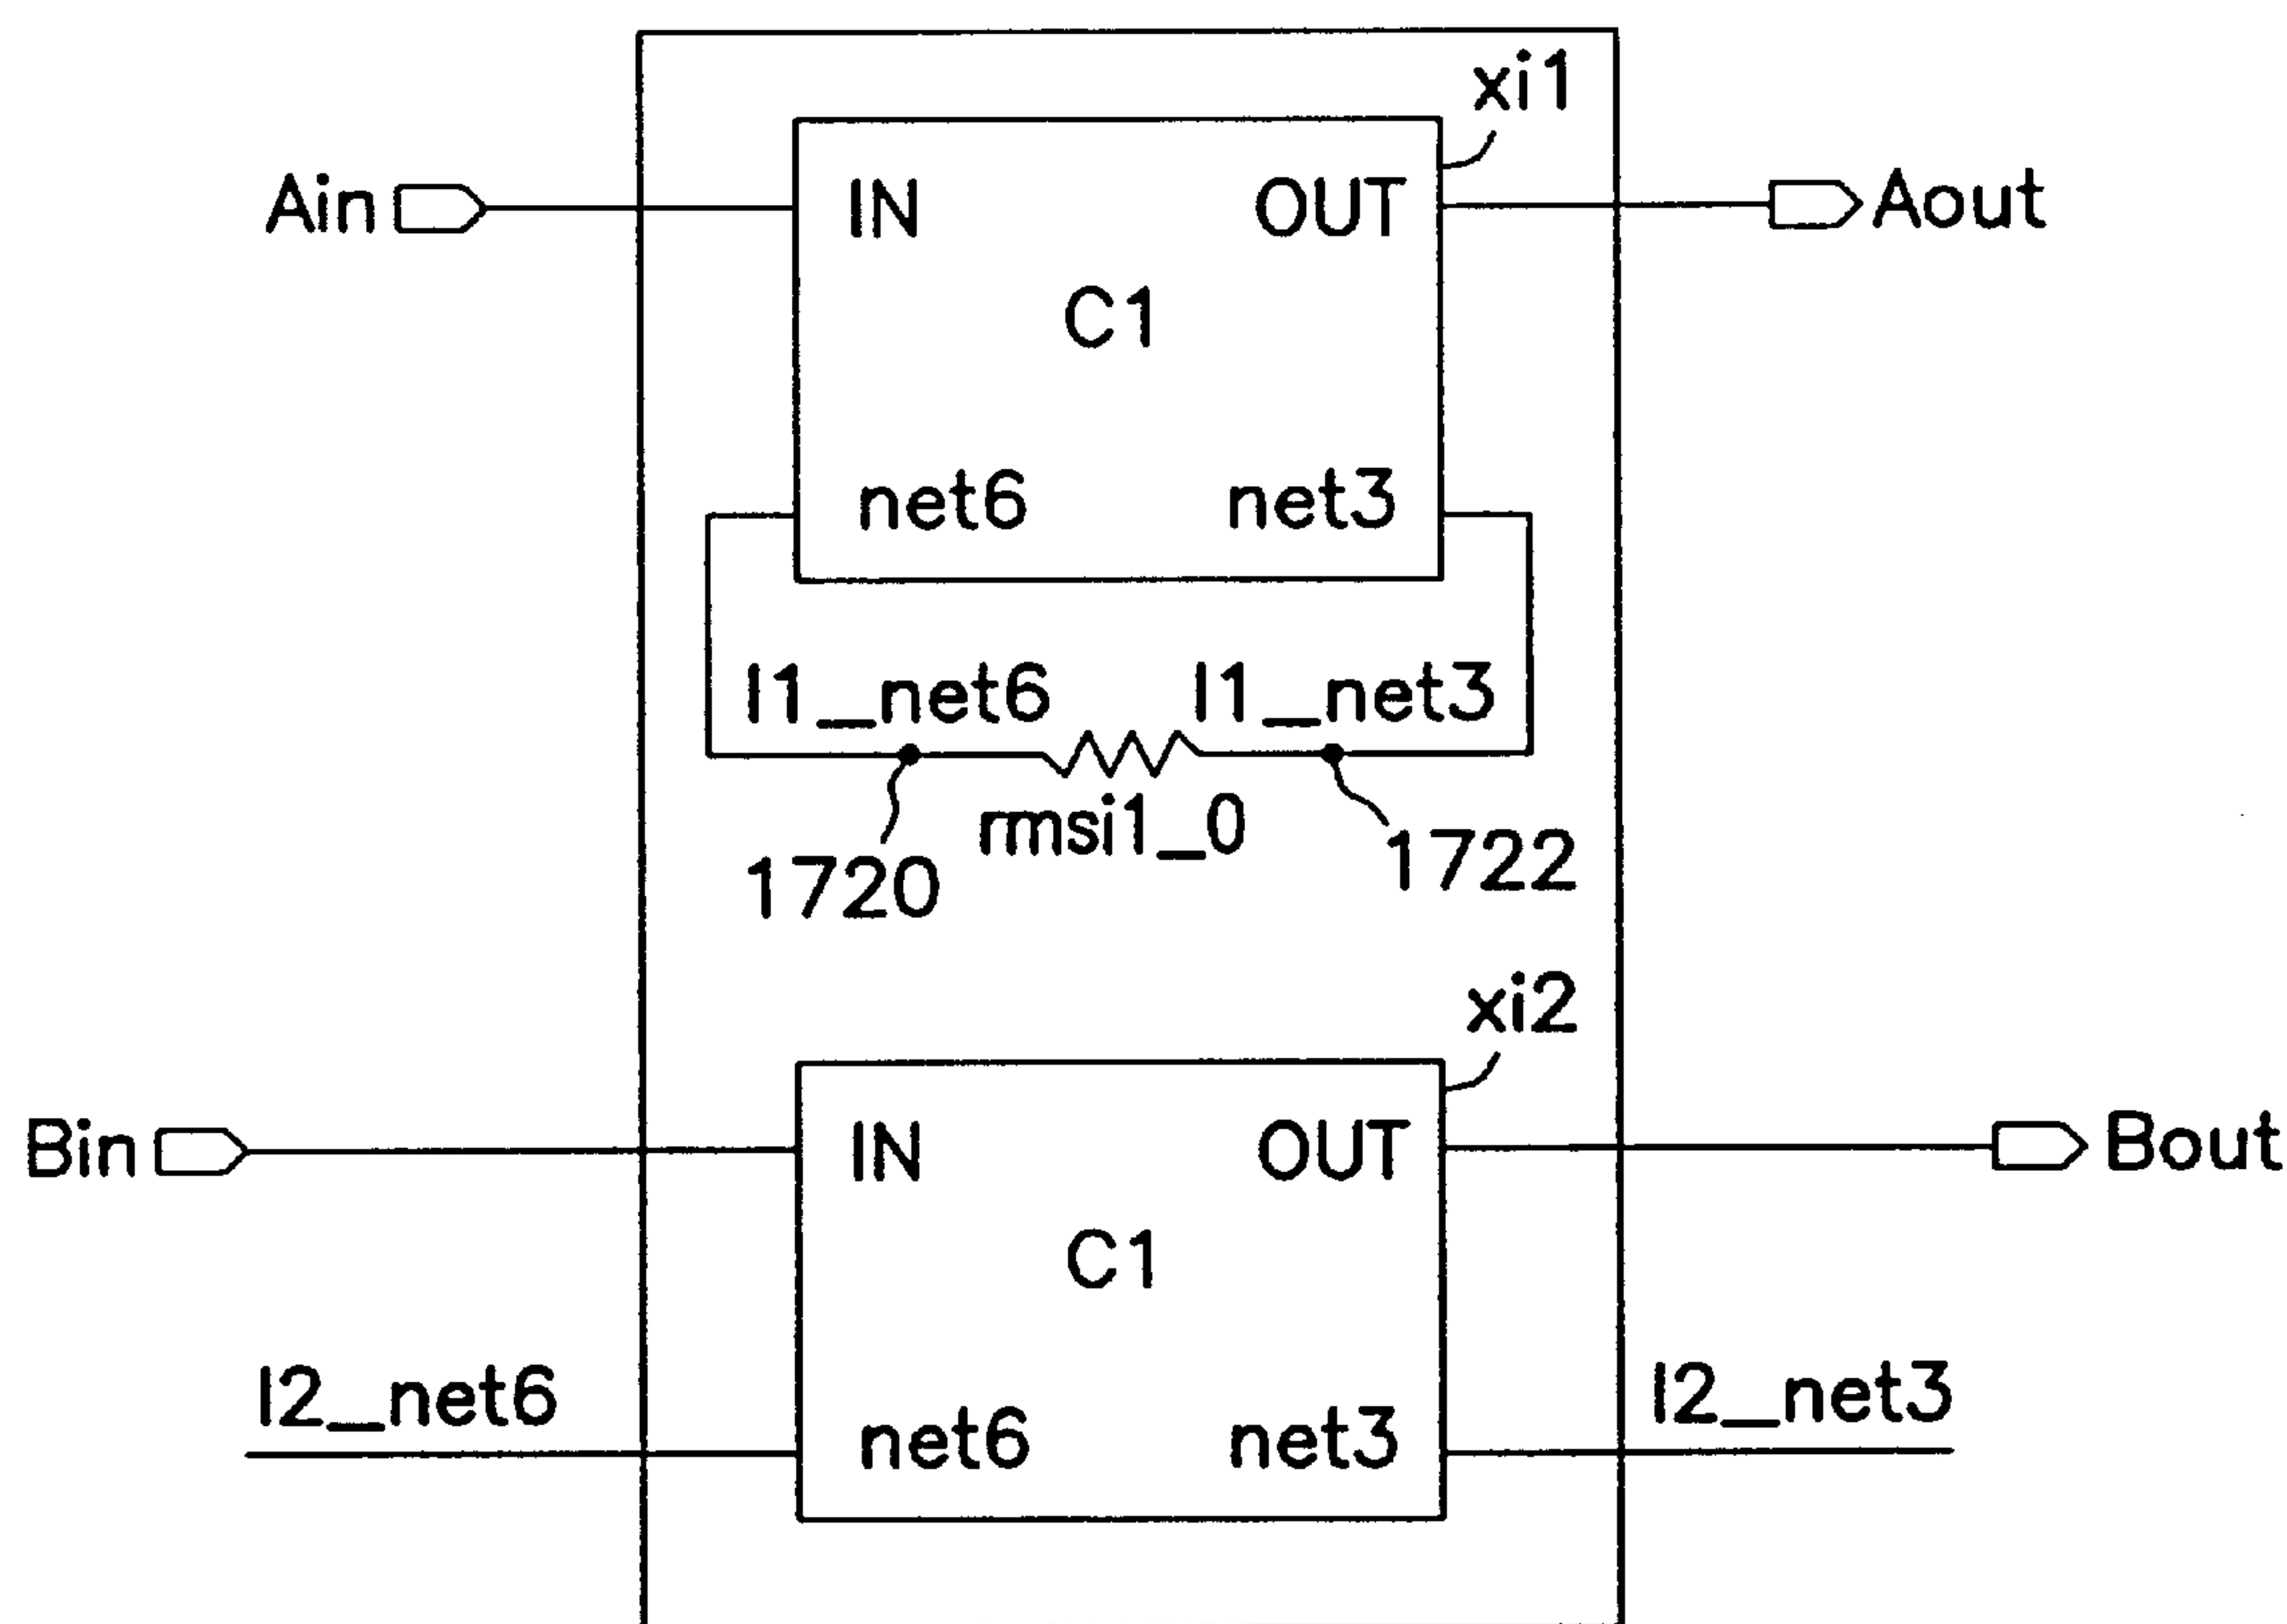 xi1
Ain
IN
OUT
Aout
C1
net6
net3
I1_net6
I1_net3
rmsi1_0
1720
1722
xi2
Bin
IN
OUT
Bout
C1
I2_net6
I2_net3
net6
net3